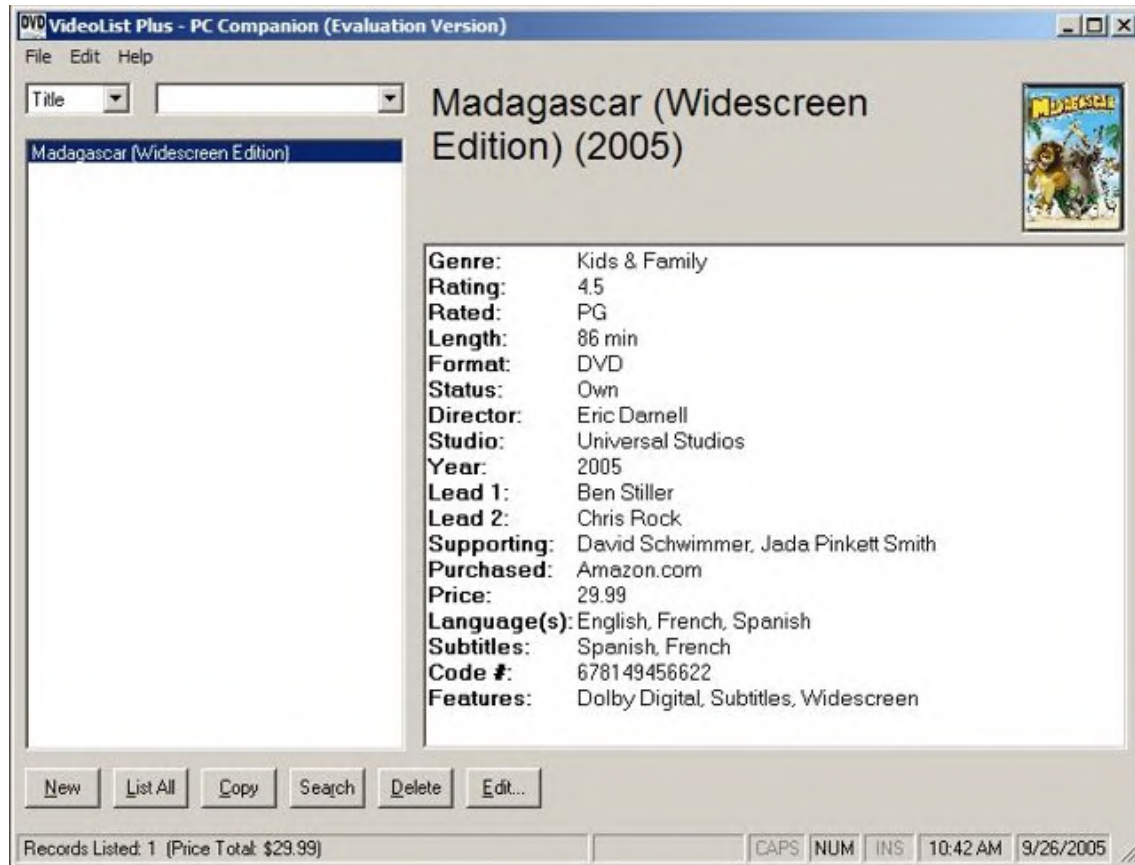 DVD VideoList Plus - PC Companion (Evaluation Version)
File Edit Help
Title
Madagascar (Widescreen Edition)
Madagascar (Widescreen
Edition) (2005)
MADAGASCAR
Genre: Kids & Family
Rating: 4.5
Rated: PG
Length: 86 min
Format: DVD
Status: Own
Director: Eric Darnell
Studio: Universal Studios
Year: 2005
Lead 1: Ben Stiller
Lead 2: Chris Rock
Supporting: David Schwimmer, Jada Pinkett Smith
Purchased: Amazon.com
Price: 29.99
Language(s): English, French, Spanish
Subtitles: Spanish, French
Code #: 678149456622
Features: Dolby Digital, Subtitles, Widescreen
New List All Copy Search Delete Edit...
Records Listed: 1 (Price Total: $29.99) CAPS NUM INS 10:42 AM 9/26/2005